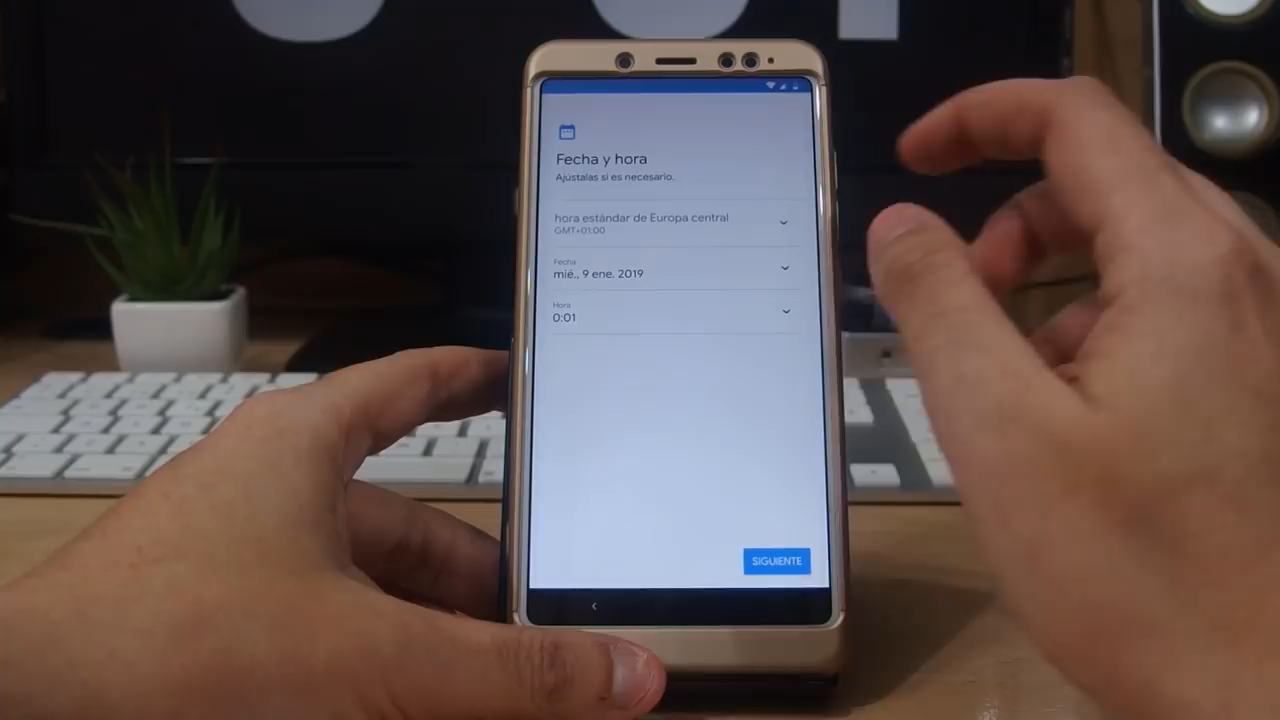 Fecha y hora
Ajústalas si es necesario.
hora estándar de Europa central
GMT+01:00
Fecha
mié., 9 ene. 2019
Hora
0:01
SIGUIENTE